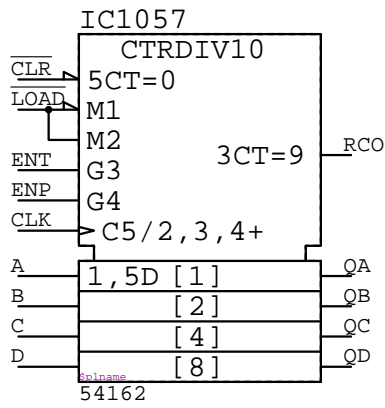 IC1057
CTRDIV10
CLR
5CT=0
LOAD
M1
M2
3CT=9
RCO
ENT
G3
ENP
G4
CLK
C5/2,3,4+
A
1,5D [1]
QA
B
[2]
QB
C
[4]
QC
D
[8]
QD
$plname
54162